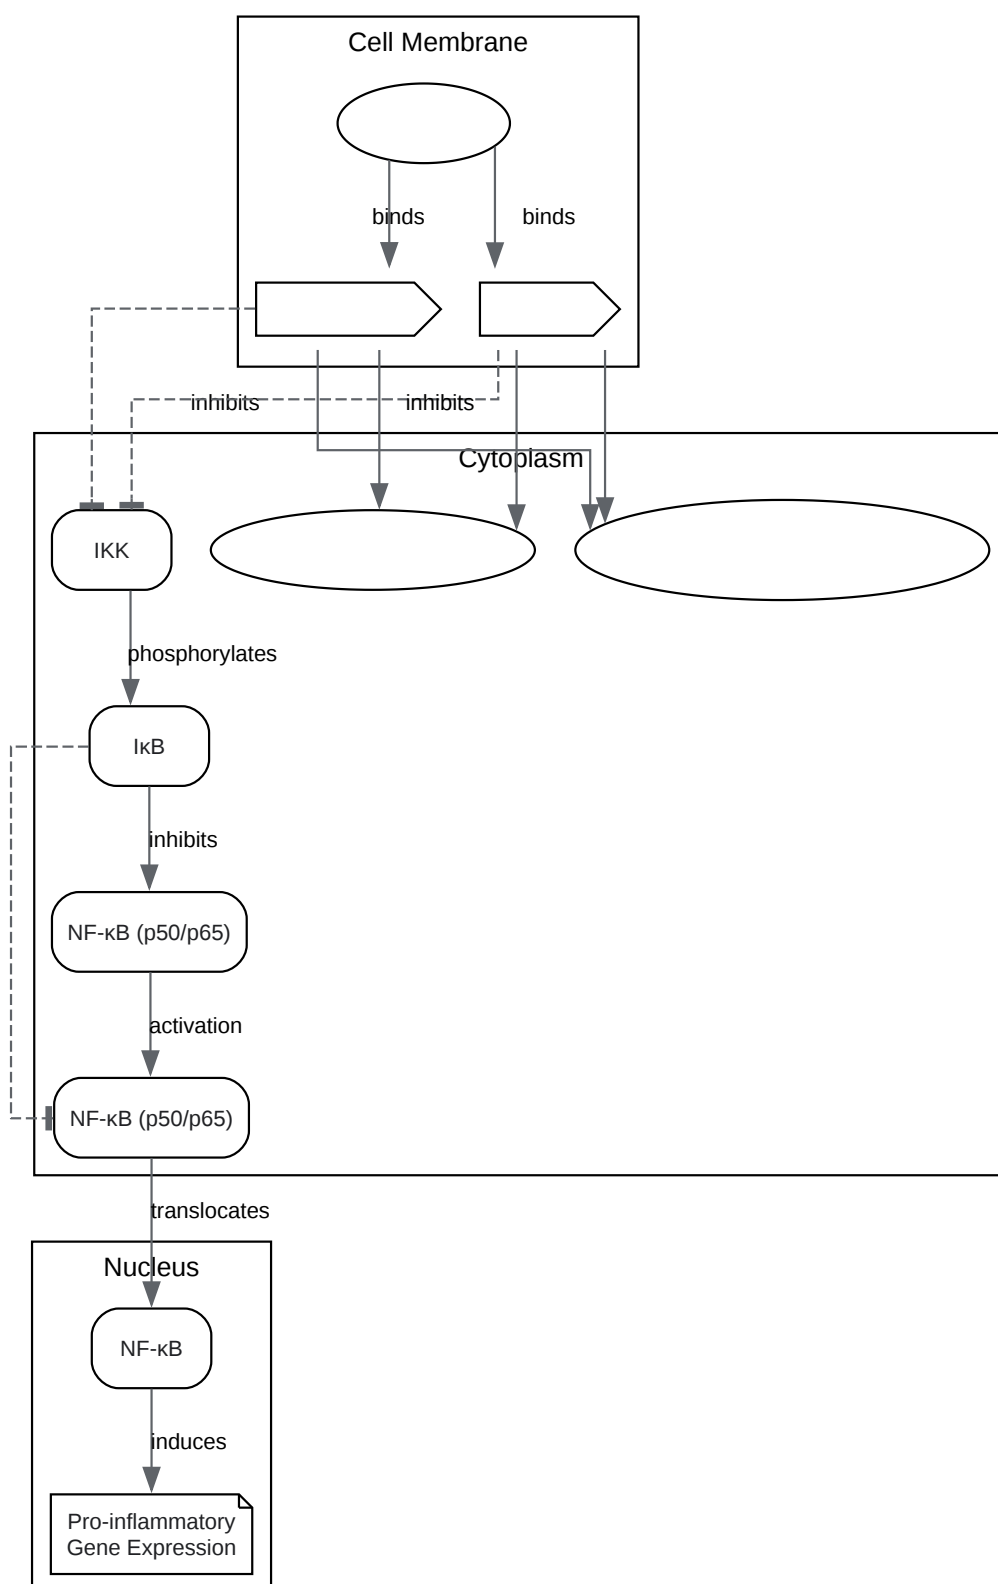 Cell Membrane
binds
binds
inhibits
inhibits
Cytoplasm
IKK
phosphorylates
IκB
inhibits
NF-κB (p50/p65)
activation
NF-κB (p50/p65)
translocates
Nucleus
NF-κB
induces
Pro-inflammatory
Gene Expression